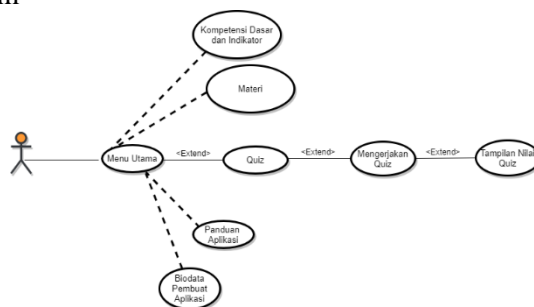 Kompetensi Dasar
dan Indikator
Materi
Menu Utama
<Extend>
Quiz
<Extend>
Mengerjakan
Quiz
<Extend>
Tampilan Nilai
Quiz
Panduan
Aplikasi
Biodata
Pembuat
Aplikasi